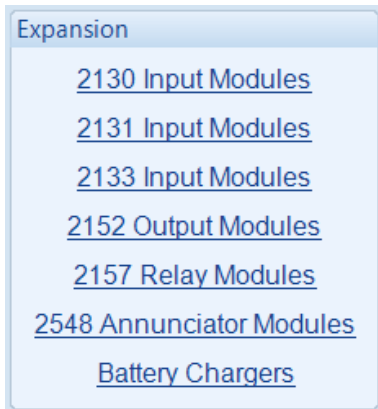 Expansion
2130 Input Modules
2131 Input Modules
2133 Input Modules
2152 Output Modules
2157 Relay Modules
2548 Annunciator Modules
Battery Chargers